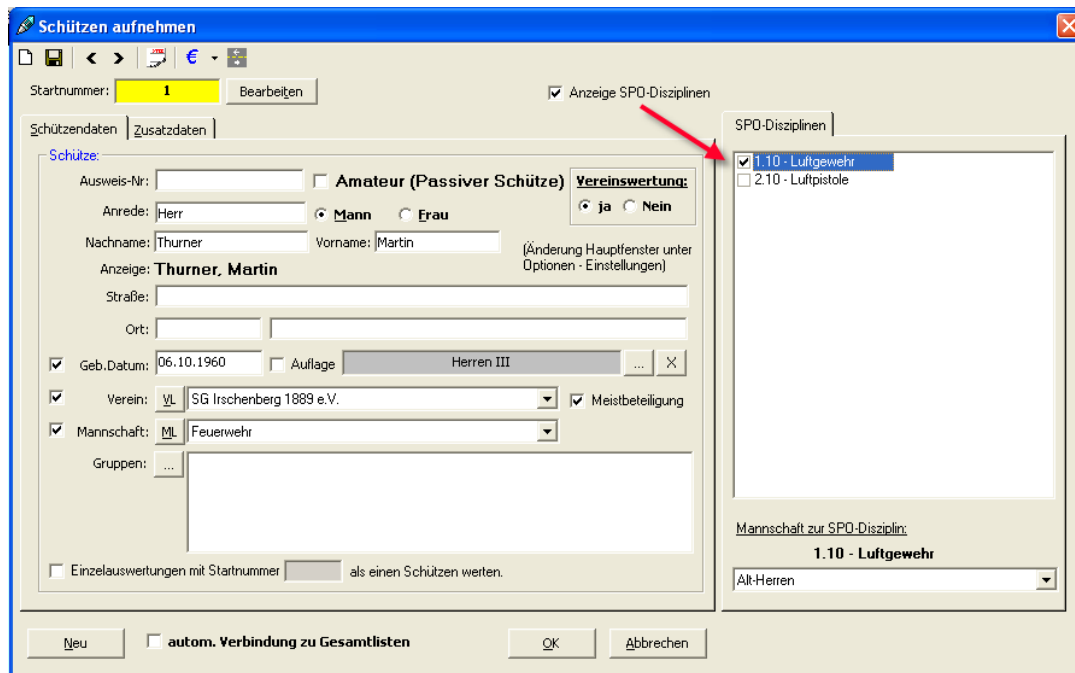 Schützen aufnehmen
Startnummer: 1 Bearbeiten
Anzeige SPO-Disziplinen
Schützendaten Zusatzdaten
SPO-Disziplinen
Schütze:
1.10 - Luftgewehr
2.10 - Luftpistole
Ausweis-Nr: Amateur (Passiver Schütze) Vereinswertung:
Anrede: Herr Mann Frau ja Nein
Nachname: Thurner Vorname: Martin
(Änderung Hauptfenster unter
Optionen - Einstellungen)
Anzeige: Thurner, Martin
Straße:
Ort:
Geb.Datum: 06.10.1960 Auflage Herren III ... X
Verein: VL SG Irschenberg 1889 e.V. Meistbeteiligung
Mannschaft: ML Feuerwehr
Gruppen: ...
Einzelauswertungen mit Startnummer als einen Schützen werten.
Mannschaft zur SPO-Disziplin:
1.10 - Luftgewehr
Alt-Herren
Neu autom. Verbindung zu Gesamtlisten OK Abbrechen